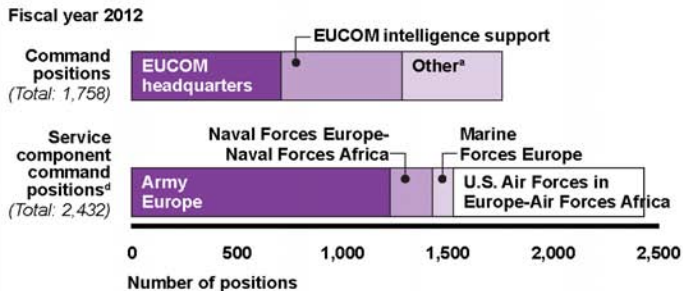 Fiscal year 2012
EUCOM intelligence support
Command
positions
(Total: 1,758)
EUCOM
headquarters
Otherᵃ
Service
component
command
positionsᵈ
(Total: 2,432)
Naval Forces Europe-
Naval Forces Africa
Marine
Forces Europe
Army
Europe
U.S. Air Forces in
Europe-Air Forces Africa
0 500 1,000 1,500 2,000 2,500
Number of positions